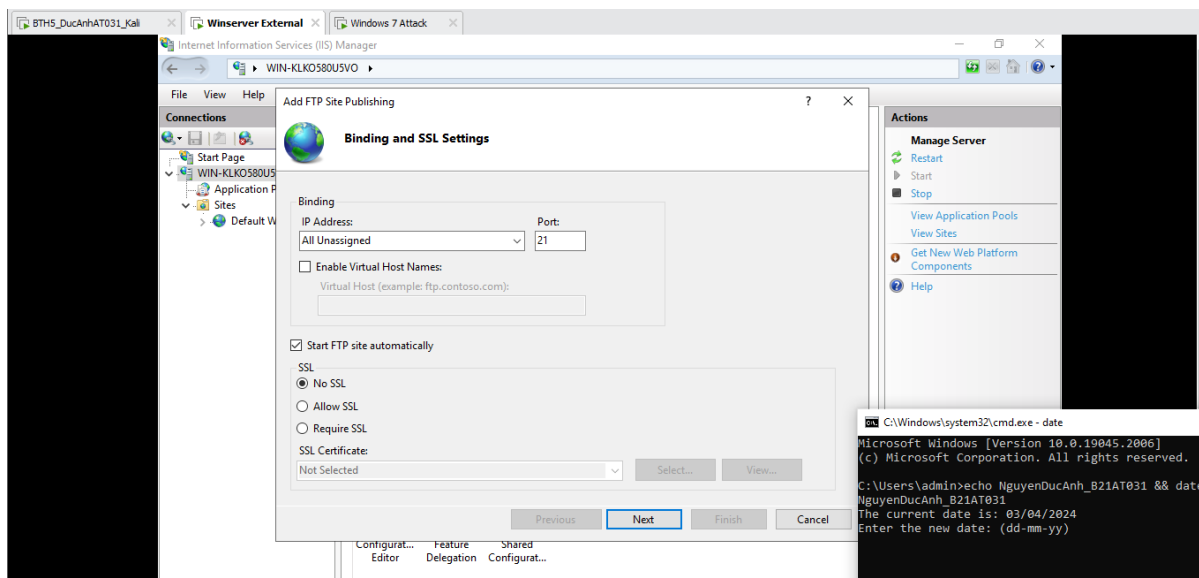 BTH5_DucAnhAT031_Kali
Winserver External
Windows 7 Attack
Internet Information Services (IIS) Manager
WIN-KLKO580U5VO
File View Help
Connections
Start Page
WIN-KLKO580U5
Application P
Sites
Default W
Add FTP Site Publishing
?
Binding and SSL Settings
Binding
IP Address:
Port:
All Unassigned
21
Enable Virtual Host Names:
Virtual Host (example: ftp.contoso.com):
Start FTP site automatically
SSL
No SSL
Allow SSL
Require SSL
SSL Certificate:
Not Selected
Select...
View...
Previous
Next
Finish
Cancel
Configurat... Feature Shared
Editor Delegation Configurat...
Actions
Manage Server
Restart
Start
Stop
View Application Pools
View Sites
Get New Web Platform
Components
Help
C:\Windows\system32\cmd.exe - date
Microsoft Windows [Version 10.0.19045.2006]
(c) Microsoft Corporation. All rights reserved.
C:\Users\admin>echo NguyenDucAnh_B21AT031 && date
NguyenDucAnh_B21AT031
The current date is: 03/04/2024
Enter the new date: (dd-mm-yy)